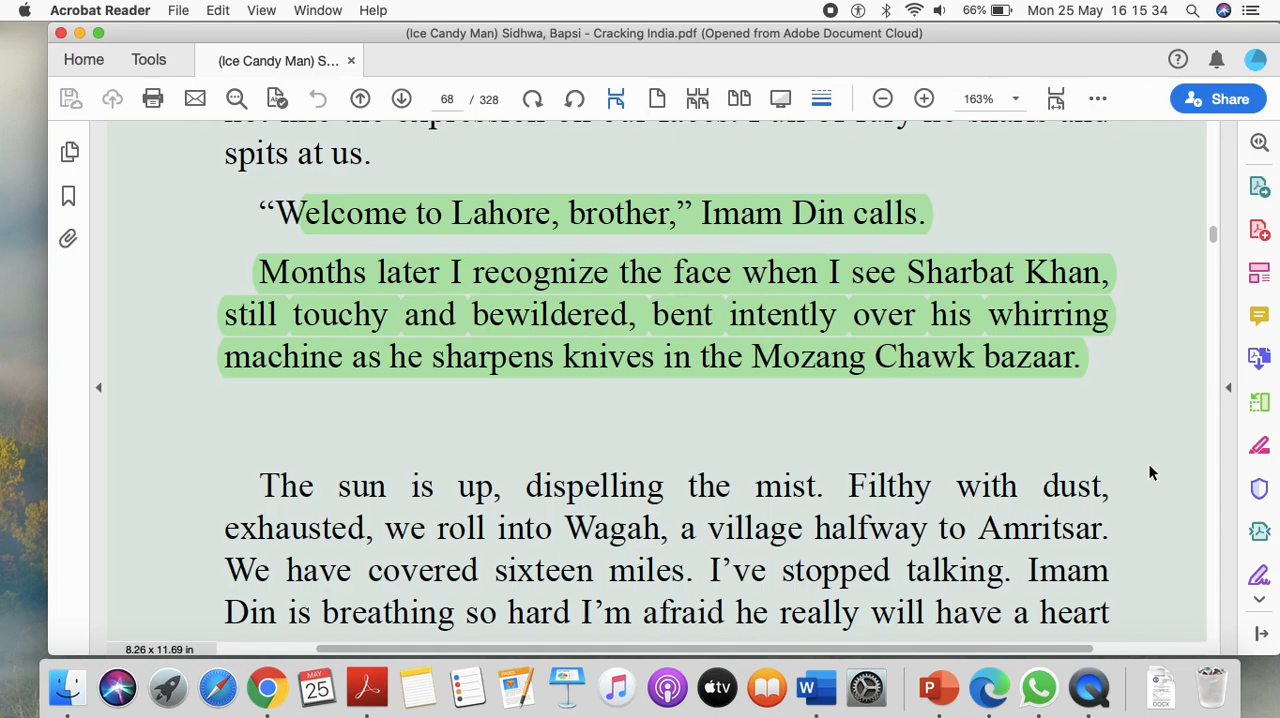 Acrobat Reader File Edit View Window Help 66% Mon 25 May 16 15 34
(Ice Candy Man) Sidhwa, Bapsi - Cracking India.pdf (Opened from Adobe Document Cloud)
Home Tools (Ice Candy Man) S... ×
68 / 328 163% Share
spits at us.
“Welcome to Lahore, brother,” Imam Din calls.
Months later I recognize the face when I see Sharbat Khan,
still touchy and bewildered, bent intently over his whirring
machine as he sharpens knives in the Mozang Chawk bazaar.
The sun is up, dispelling the mist. Filthy with dust,
exhausted, we roll into Wagah, a village halfway to Amritsar.
We have covered sixteen miles. I’ve stopped talking. Imam
Din is breathing so hard I’m afraid he really will have a heart
8.26 x 11.69 in
MAY
25
tv
W
P
DOCX